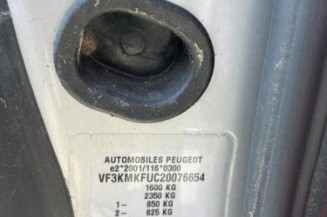 AUTOMOBILES PEUGEOT
e2*2001/116*0300
VF3KMKFUC20076654
1600 KG
2350 KG
1- 850 KG
2- 825 KG